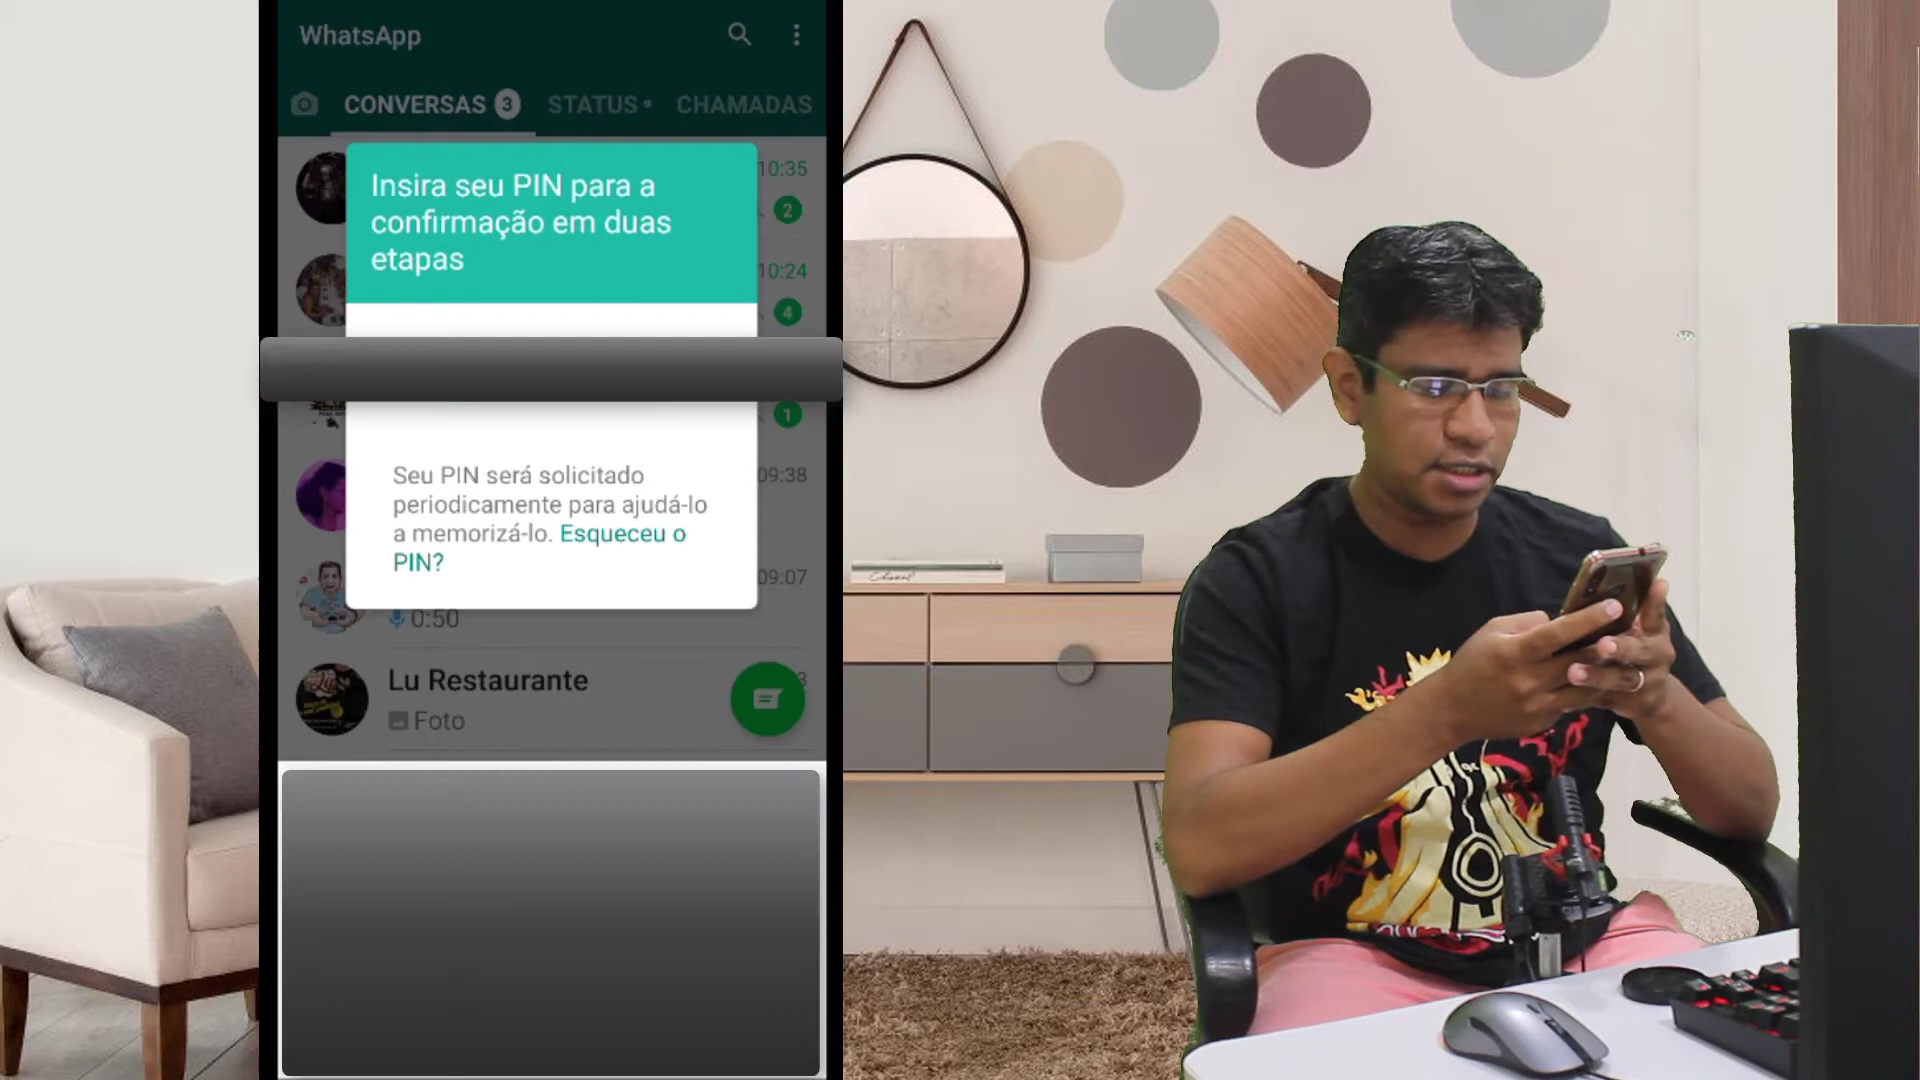 WhatsApp
CONVERSAS 3 STATUS CHAMADAS
10:35
Insira seu PIN para a
confirmação em duas
etapas
2
10:24
4
1
Seu PIN será solicitado
periodicamente para ajudá-lo
a memorizá-lo. Esqueceu o
PIN?
09:38
09:07
0:50
Lu Restaurante
Foto